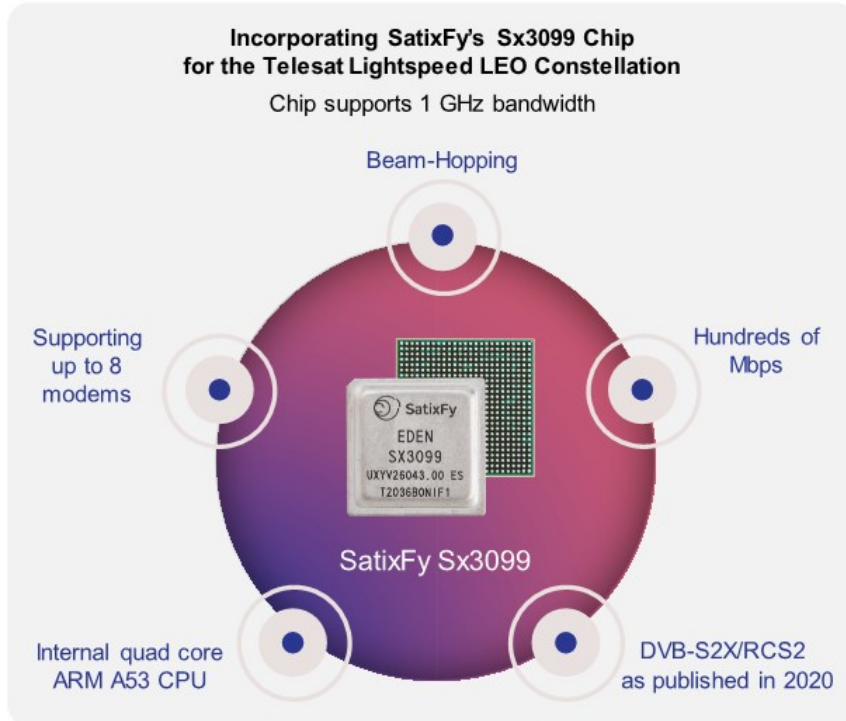 Incorporating SatixFy's Sx3099 Chip
for the Telesat Lightspeed LEO Constellation
Chip supports 1 GHz bandwidth
Beam-Hopping
Supporting
up to 8
modems
Hundreds of
Mbps
SatixFy
EDEN
SX3099
UXYV26043.00 ES
T2036BONIF1
SatixFy Sx3099
Internal quad core
ARM A53 CPU
DVB-S2X/RCS2
as published in 2020